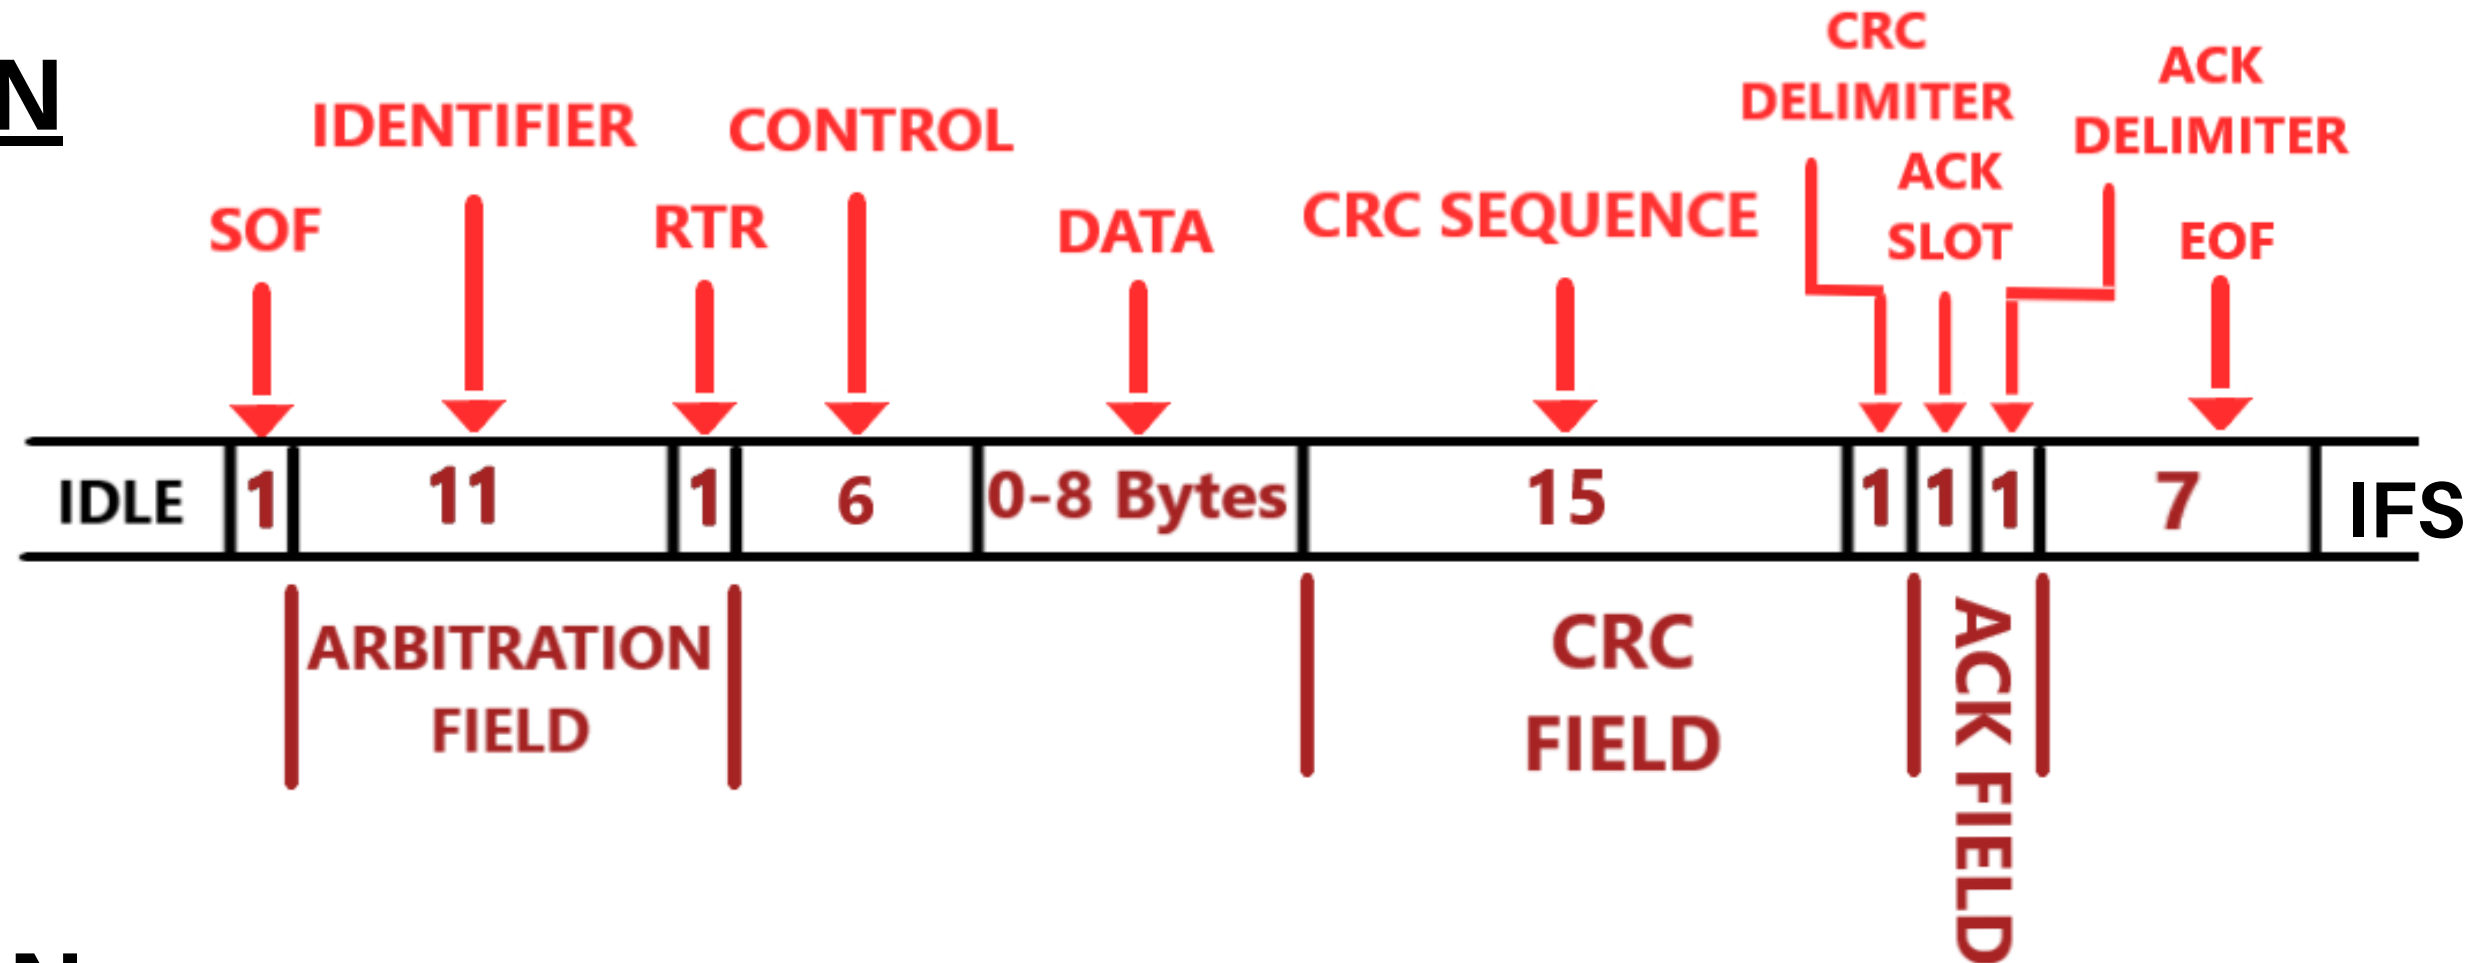 N
IDENTIFIER
CONTROL
CRC
DELIMITER
ACK
DELIMITER
SOF
RTR
DATA
CRC SEQUENCE
ACK
SLOT
EOF
IDLE 1 11 1 6 0-8 Bytes 15 1 1 1 7 IFS
ARBITRATION
FIELD
CRC
FIELD
ACK FIELD